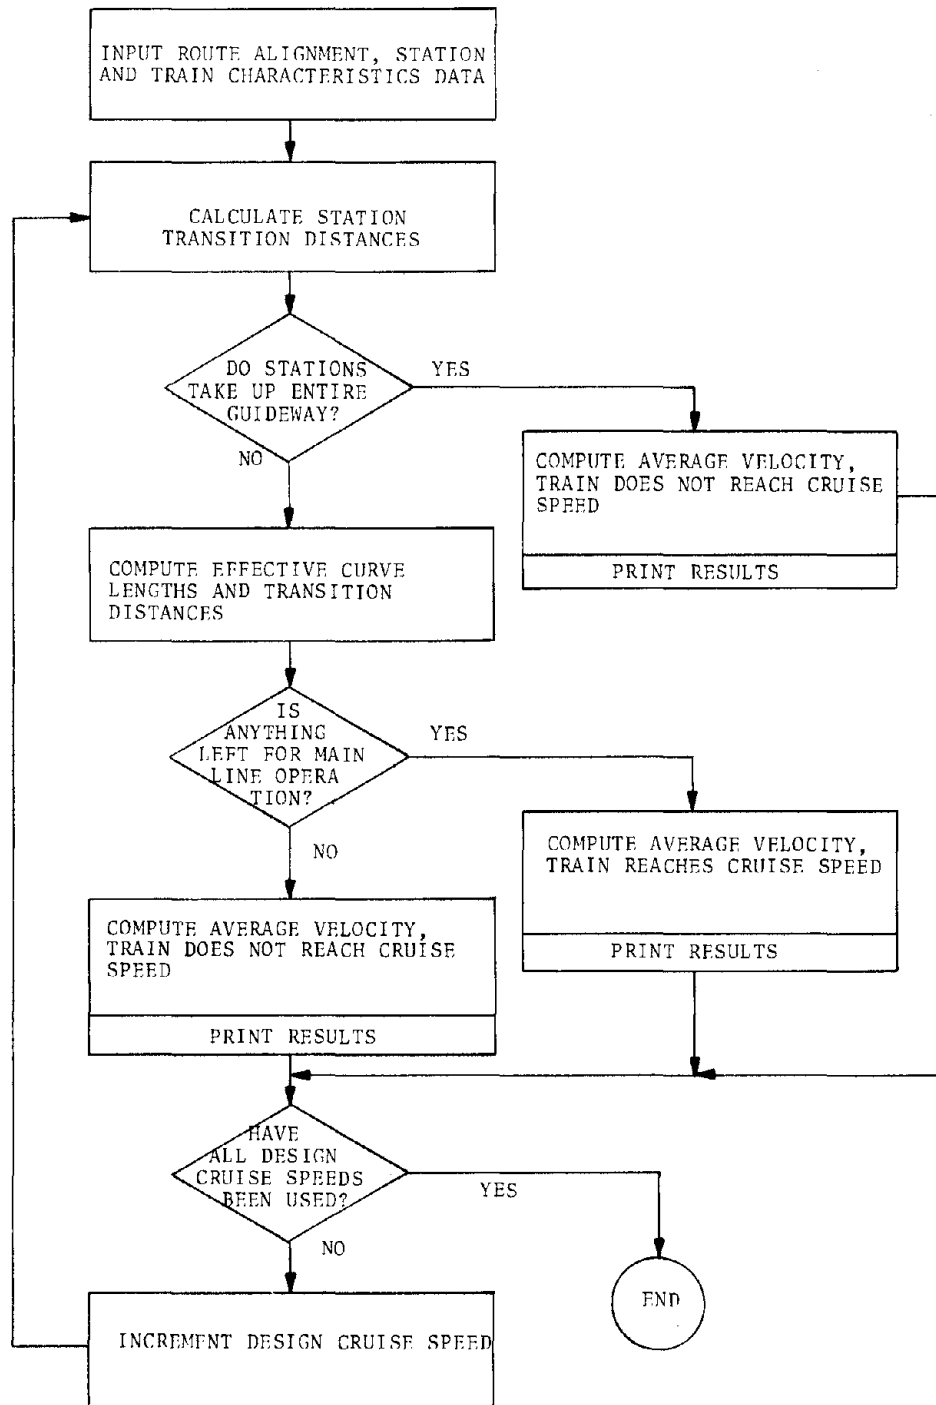 INPUT ROUTE ALIGNMENT, STATION
AND TRAIN CHARACTERISTICS DATA
CALCULATE STATION
TRANSITION DISTANCES
DO STATIONS
TAKE UP ENTIRE
GUIDEWAY?
YES
NO
COMPUTE AVERAGE VELOCITY,
TRAIN DOES NOT REACH CRUISE
SPEED
PRINT RESULTS
COMPUTE EFFECTIVE CURVE
LENGTHS AND TRANSITION
DISTANCES
IS
ANYTHING
LEFT FOR MAIN
LINE OPERA
TION?
YES
NO
COMPUTE AVERAGE VELOCITY,
TRAIN REACHES CRUISE SPEED
PRINT RESULTS
COMPUTE AVERAGE VELOCITY,
TRAIN DOES NOT REACH CRUISE
SPEED
PRINT RESULTS
HAVE
ALL DESIGN
CRUISE SPEEDS
BEEN USED?
YES
NO
END
INCREMENT DESIGN CRUISE SPEED